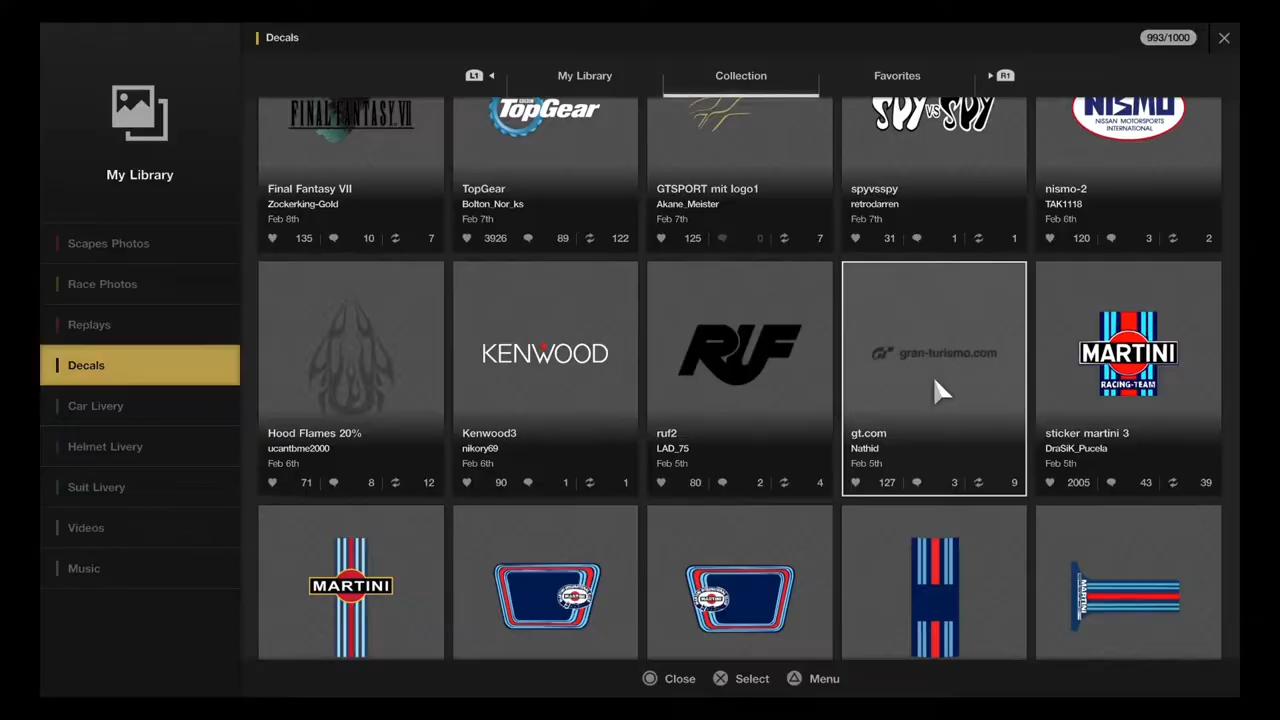 Decals
993/1000
L1
My Library
Collection
Favorites
R1
My Library
Scapes Photos
Race Photos
Replays
Decals
Car Livery
Helmet Livery
Suit Livery
Videos
Music
FINAL FANTASY VII
Final Fantasy VII
Zockerking-Gold
Feb 8th
135 10 7
BBC
TopGear
TopGear
Bolton_Nor_ks
Feb 7th
3926 89 122
GTSPORT mit logo1
Akane_Meister
Feb 7th
125 0 7
SPY VS SPY
spyvsspy
retrodarren
Feb 7th
31 1 1
NISMO
NISSAN MOTORSPORTS
INTERNATIONAL
nismo-2
TAK1118
Feb 6th
120 3 2
Hood Flames 20%
ucantbme2000
Feb 6th
71 8 12
KENWOOD
Kenwood3
nikory69
Feb 6th
90 1 1
RUF
ruf2
LAD_75
Feb 5th
80 2 4
gran-turismo.com
gt.com
Nathid
Feb 5th
127 3 9
MARTINI
RACING-TEAM
sticker martini 3
DraSiK_Pucela
Feb 5th
2005 43 39
MARTINI
MARTINI
Close
Select
Menu